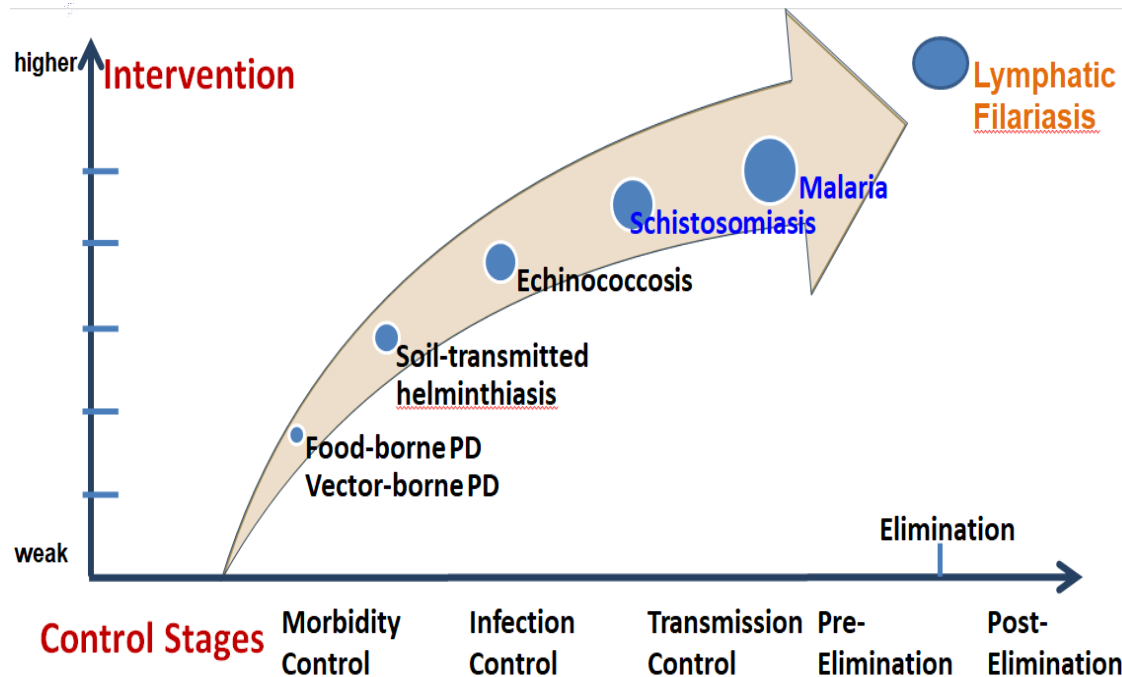 higher
Intervention
Lymphatic
Filariasis
Malaria
Schistosomiasis
Echinococcosis
Soil-transmitted
helminthiasis
Food-borne PD
Vector-borne PD
weak
Elimination
Control Stages
Morbidity
Control
Infection
Control
Transmission
Control
Pre-
Elimination
Post-
Elimination